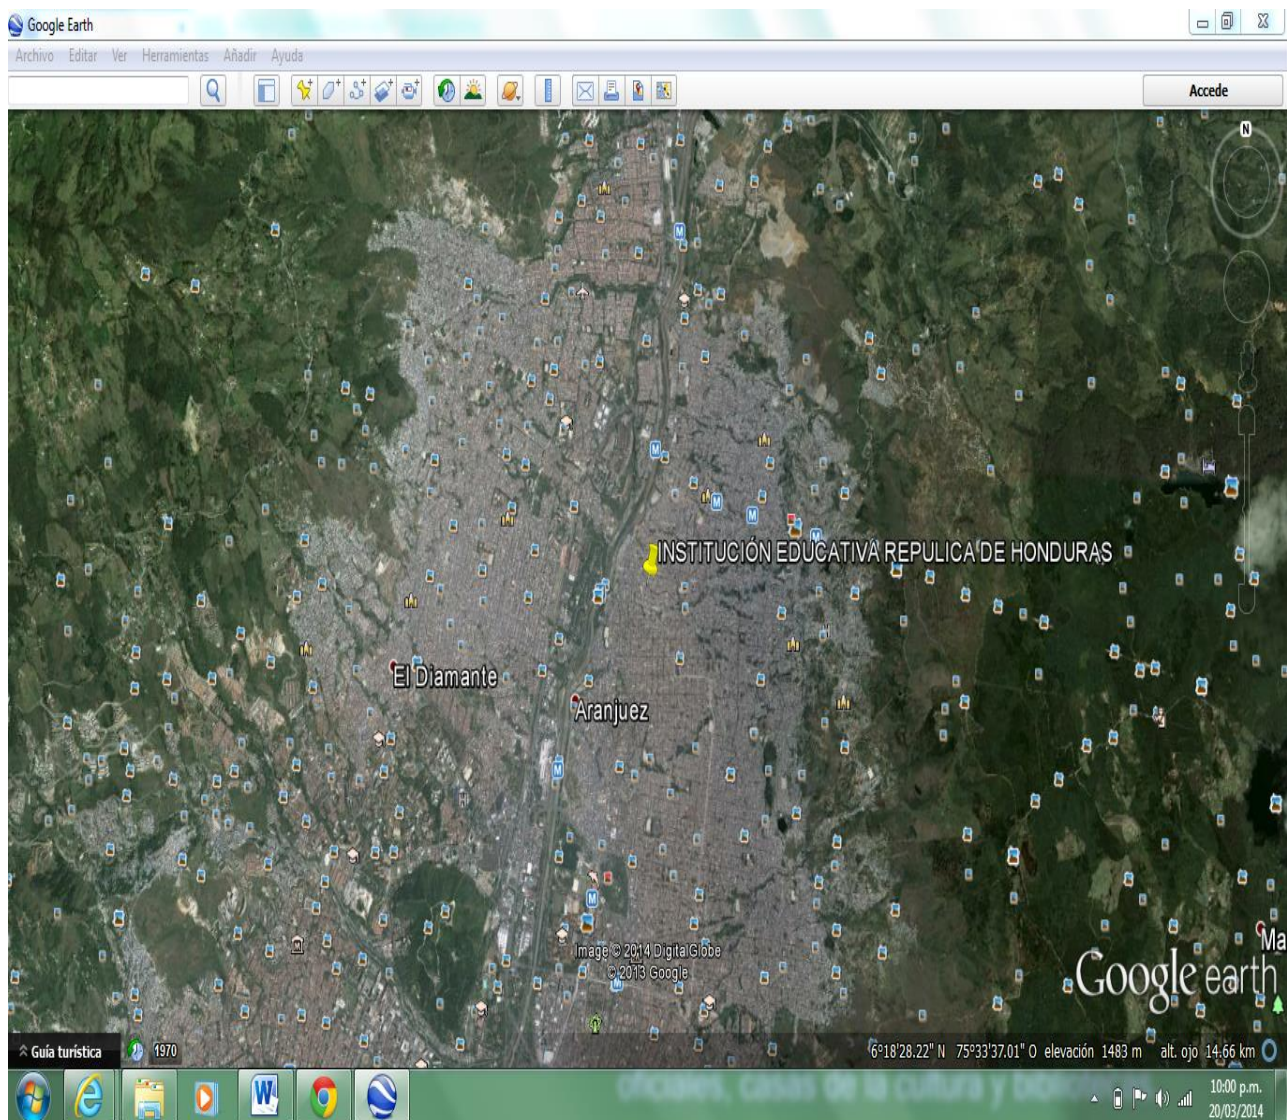 Google Earth
Archivo Editar Ver Herramientas Añadir Ayuda
Accede
N
M
M
M
M
M
INSTITUCIÓN EDUCATIVA REPULICA DE HONDURAS
El Diamante
Aranjuez
M
M
Image © 2014 DigitalGlobe
© 2013 Google
M
Ma
Google earth
Guía turística 1970 6°18'28.22" N 75°33'37.01" O elevación 1483 m alt. ojo 14.66 km
10:00 p.m.
20/03/2014